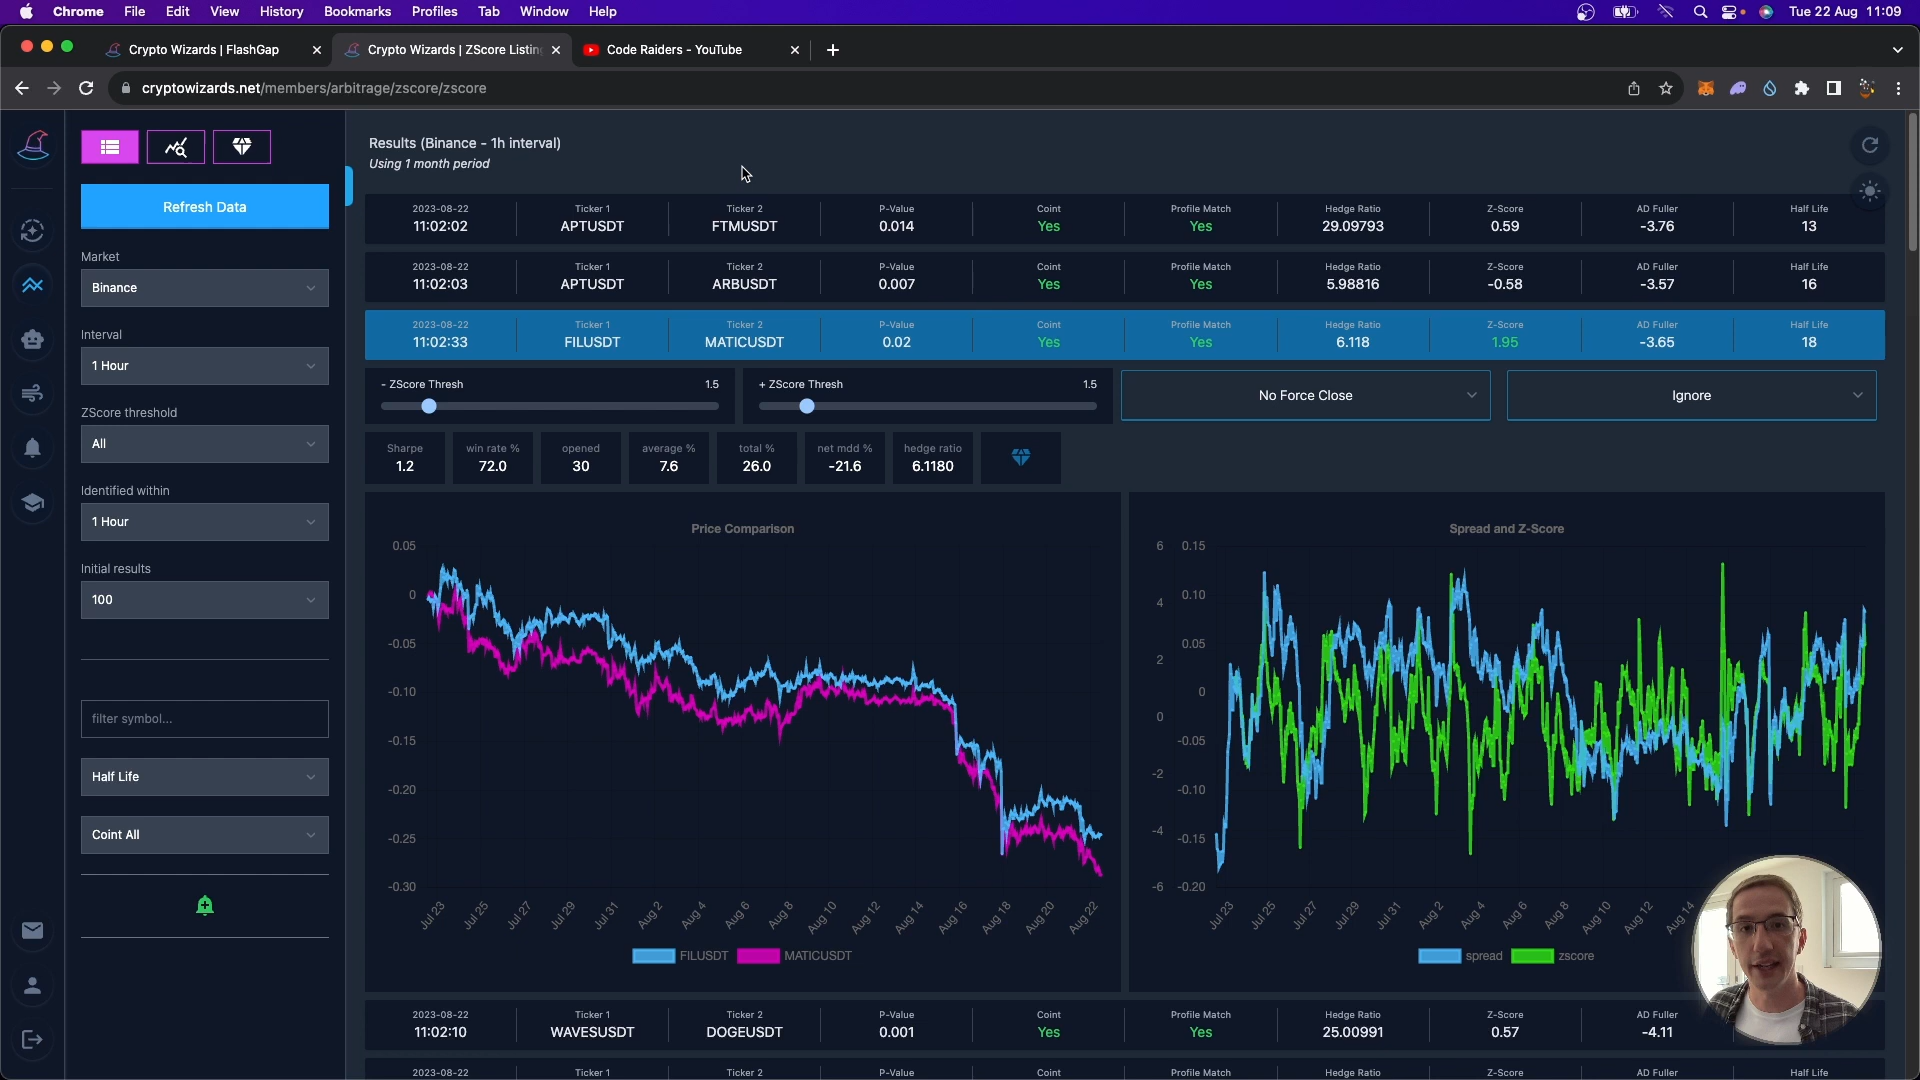 Chrome File Edit View History Bookmarks Profiles Tab Window Help Tue 22 Aug 11:09
Crypto Wizards | FlashGap
Crypto Wizards | ZScore Listin
Code Raiders - YouTube
cryptowizards.net/members/arbitrage/zscore/zscore
Refresh Data
Market
Binance
Interval
1 Hour
ZScore threshold
All
Identified within
1 Hour
Initial results
100
filter symbol...
Half Life
Coint All
Results (Binance - 1h interval)
Using 1 month period
2023-08-22 Ticker 1 Ticker 2 P-Value Coint Profile Match Hedge Ratio Z-Score AD Fuller Half Life
11:02:02 APTUSDT FTMUSDT 0.014 Yes Yes 29.09793 0.59 -3.76 13
2023-08-22 Ticker 1 Ticker 2 P-Value Coint Profile Match Hedge Ratio Z-Score AD Fuller Half Life
11:02:03 APTUSDT ARBUSDT 0.007 Yes Yes 5.98816 -0.58 -3.57 16
2023-08-22 Ticker 1 Ticker 2 P-Value Coint Profile Match Hedge Ratio Z-Score AD Fuller Half Life
11:02:33 FILUSDT MATICUSDT 0.02 Yes Yes 6.118 1.95 -3.65 18
- ZScore Thresh 1.5
+ ZScore Thresh 1.5
No Force Close
Ignore
Sharpe win rate % opened average % total % net mdd % hedge ratio
1.2 72.0 30 7.6 26.0 -21.6 6.1180
Price Comparison
0.05
0
-0.05
-0.10
-0.15
-0.20
-0.25
-0.30
Jul 23 Jul 25 Jul 27 Jul 29 Jul 31 Aug 2 Aug 4 Aug 6 Aug 8 Aug 10 Aug 12 Aug 14 Aug 16 Aug 18 Aug 20 Aug 22
FILUSDT MATICUSDT
Spread and Z-Score
6 0.15
4 0.10
0.05
2
0
0
-0.05
-2
-0.10
-4 -0.15
-6 -0.20
Jul 23 Jul 25 Jul 27 Jul 29 Jul 31 Aug 2 Aug 4 Aug 6 Aug 8 Aug 10 Aug 12 Aug 14
spread zscore
2023-08-22 Ticker 1 Ticker 2 P-Value Coint Profile Match Hedge Ratio Z-Score AD Fuller
11:02:10 WAVESUSDT DOGEUSDT 0.001 Yes Yes 25.00991 0.57 -4.11
2023-08-22 Ticker 1 Ticker 2 P-Value Coint Profile Match Hedge Ratio Z-Score AD Fuller Half Life